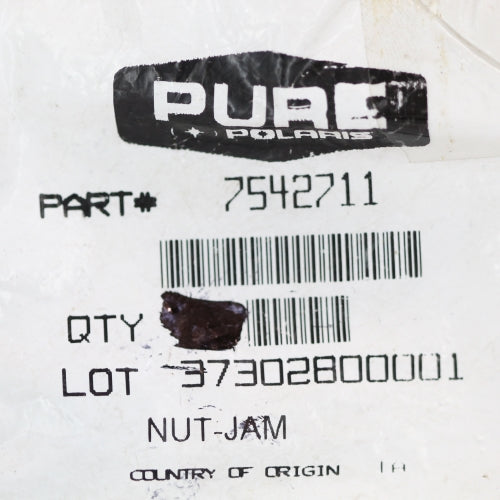 PURE
POLARIS
PART# 7542711
QTY
LOT 37302800001
NUT-JAM
COUNTRY OF ORIGIN